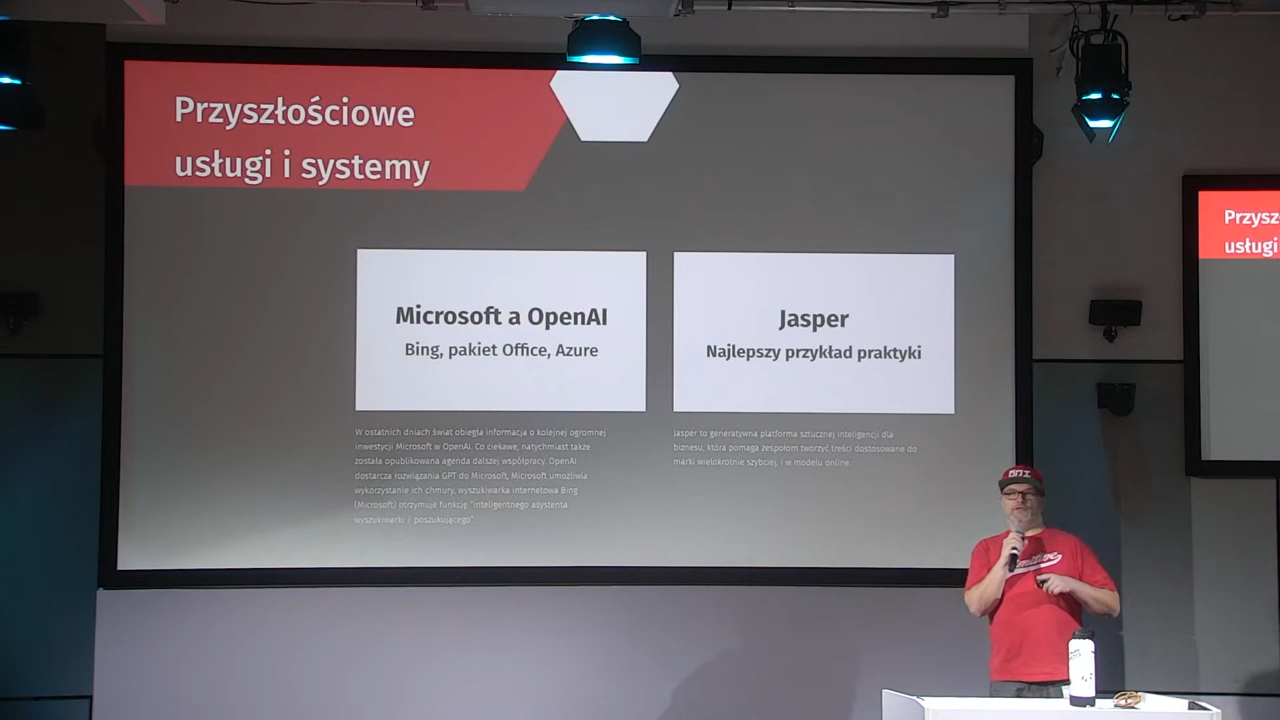 Przyszłościowe
usługi i systemy
Microsoft a OpenAI
Bing, pakiet Office, Azure
W ostatnich dniach świat obiegła informacja o kolejnej ogromnej
inwestycji Microsoft w OpenAI. Co ciekawe, natychmiast także
została opublikowana agenda dalszej współpracy. OpenAI
dostarcza rozwiązania GPT do Microsoft, Microsoft umożliwia
wykorzystanie ich chmury, wyszukiwarka internetowa Bing
(Microsoft) otrzymuje funkcję "inteligentnego asystenta
wyszukiwarki / poszukującego"
Jasper
Najlepszy przykład praktyki
Jasper to generatywna platforma sztucznej inteligencji dla
biznesu, która pomaga zespołom tworzyć treści dostosowane do
marki wielokrotnie szybciej, i w modelu online.
Przysz
usługi